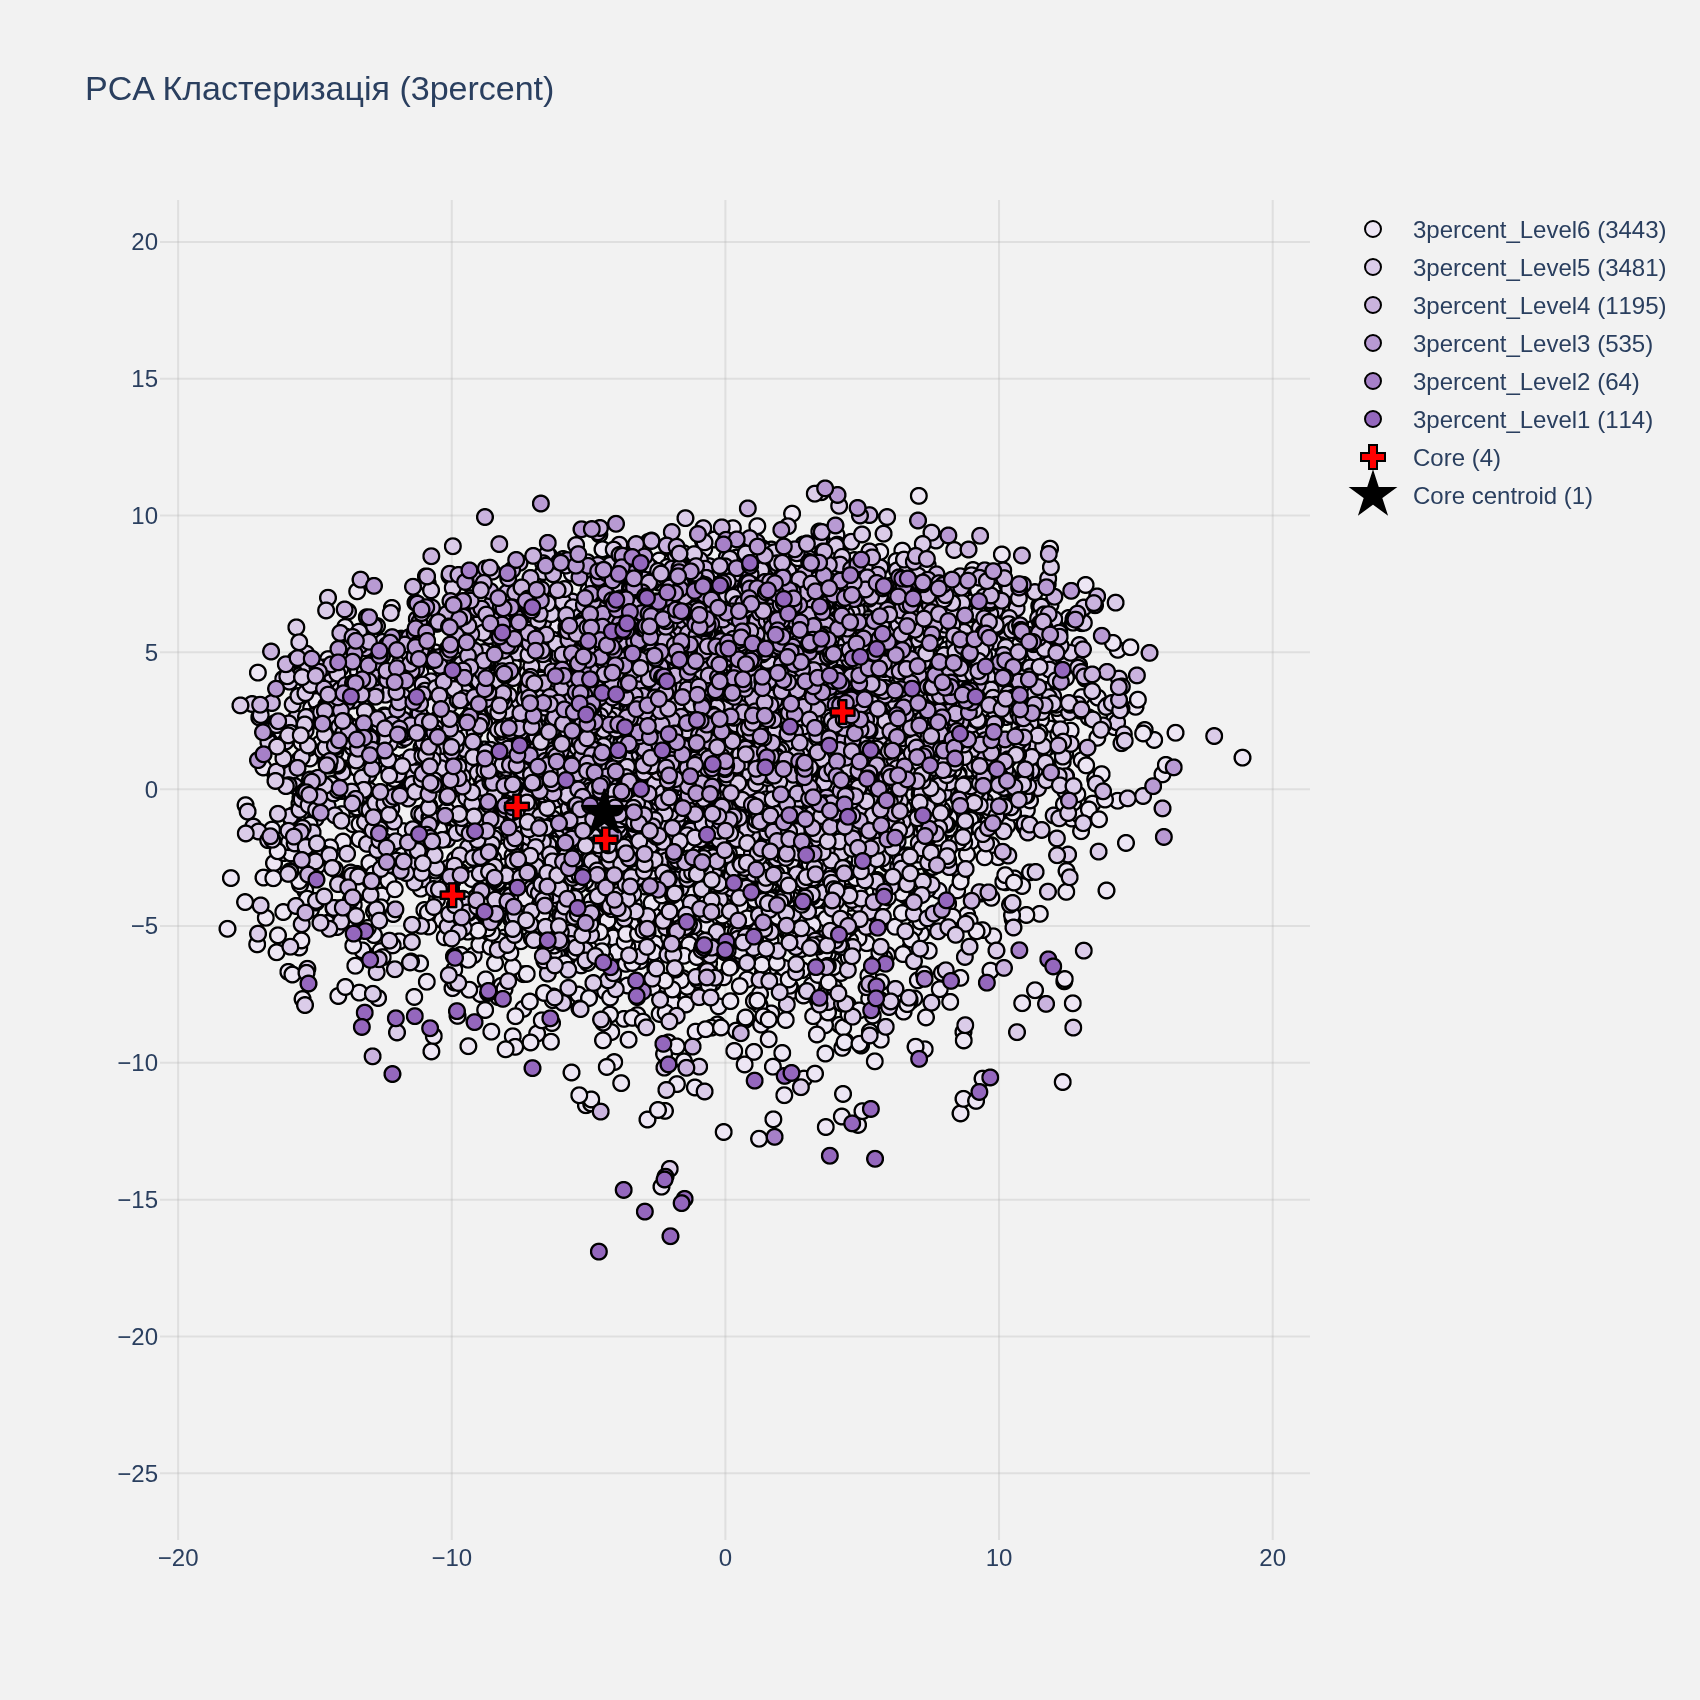 PCA Кластеризація (3percent)
20
15
10
5
0
−5
−10
−15
−20
−25
−20
−10
0
10
20
3percent_Level6 (3443)
3percent_Level5 (3481)
3percent_Level4 (1195)
3percent_Level3 (535)
3percent_Level2 (64)
3percent_Level1 (114)
Core (4)
Core centroid (1)